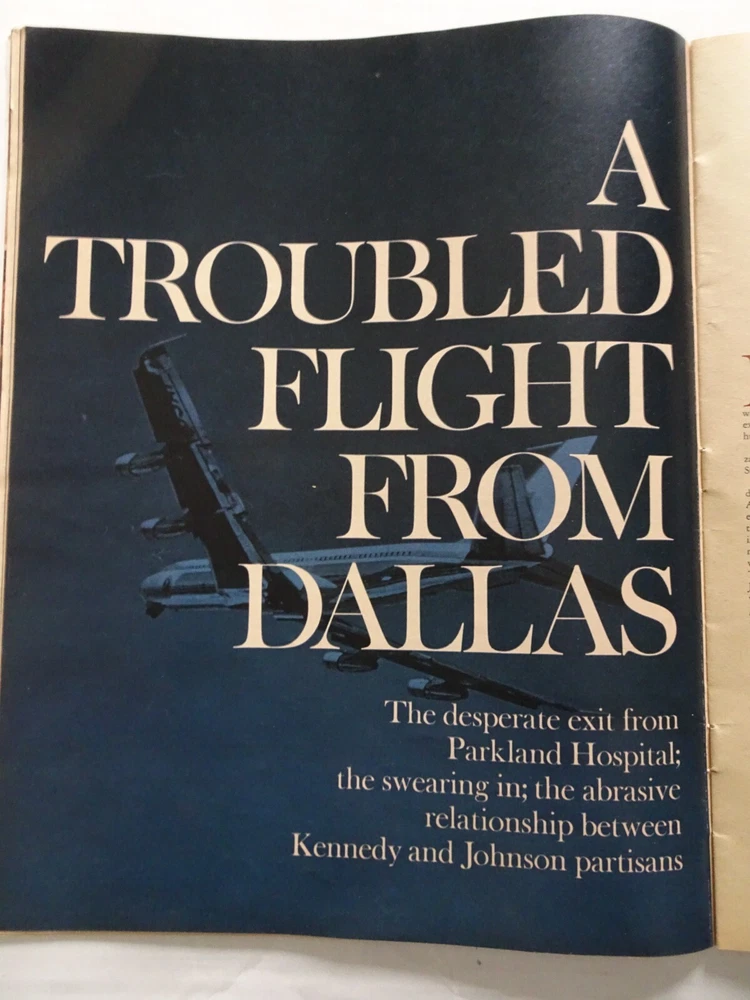 A
TROUBLED
FLIGHT
FROM
DALLAS
The desperate exit from
Parkland Hospital;
the swearing in; the abrasive
relationship between
Kennedy and Johnson partisans